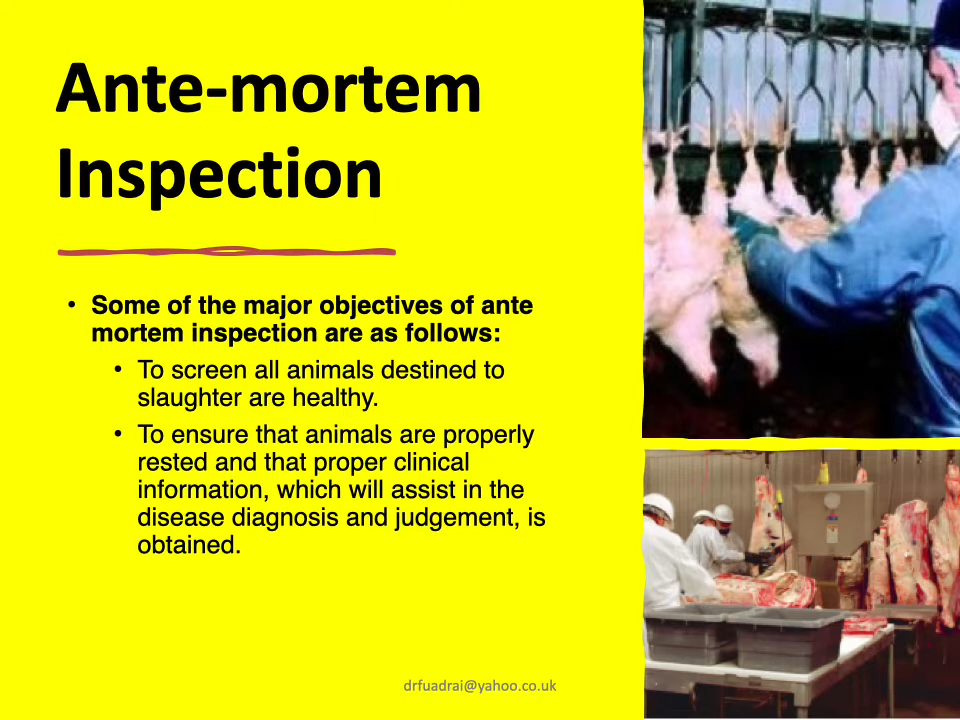 Ante-mortem
Inspection
• Some of the major objectives of ante
mortem inspection are as follows:
• To screen all animals destined to
slaughter are healthy.
• To ensure that animals are properly
rested and that proper clinical
information, which will assist in the
disease diagnosis and judgement, is
obtained.
drfuadrai@yahoo.co.uk